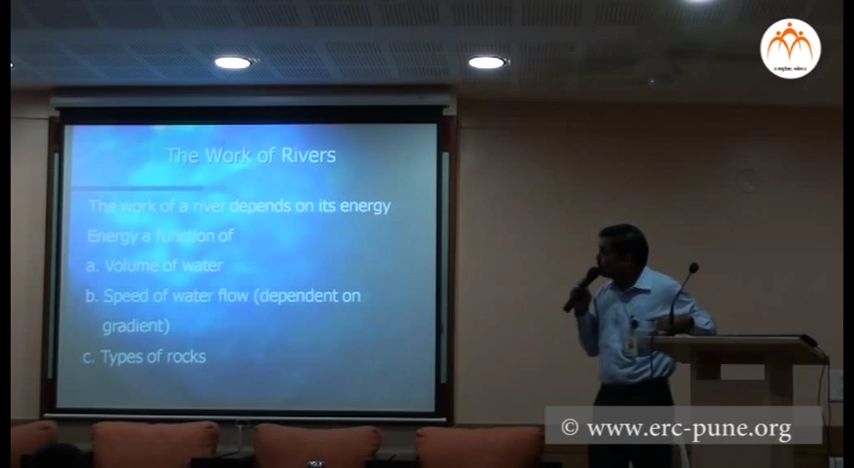 The Work of Rivers
The work of a river depends on its energy
Energy a function of
a. Volume of water
b. Speed of water flow (dependent on
gradient)
c. Types of rocks
© www.erc-pune.org